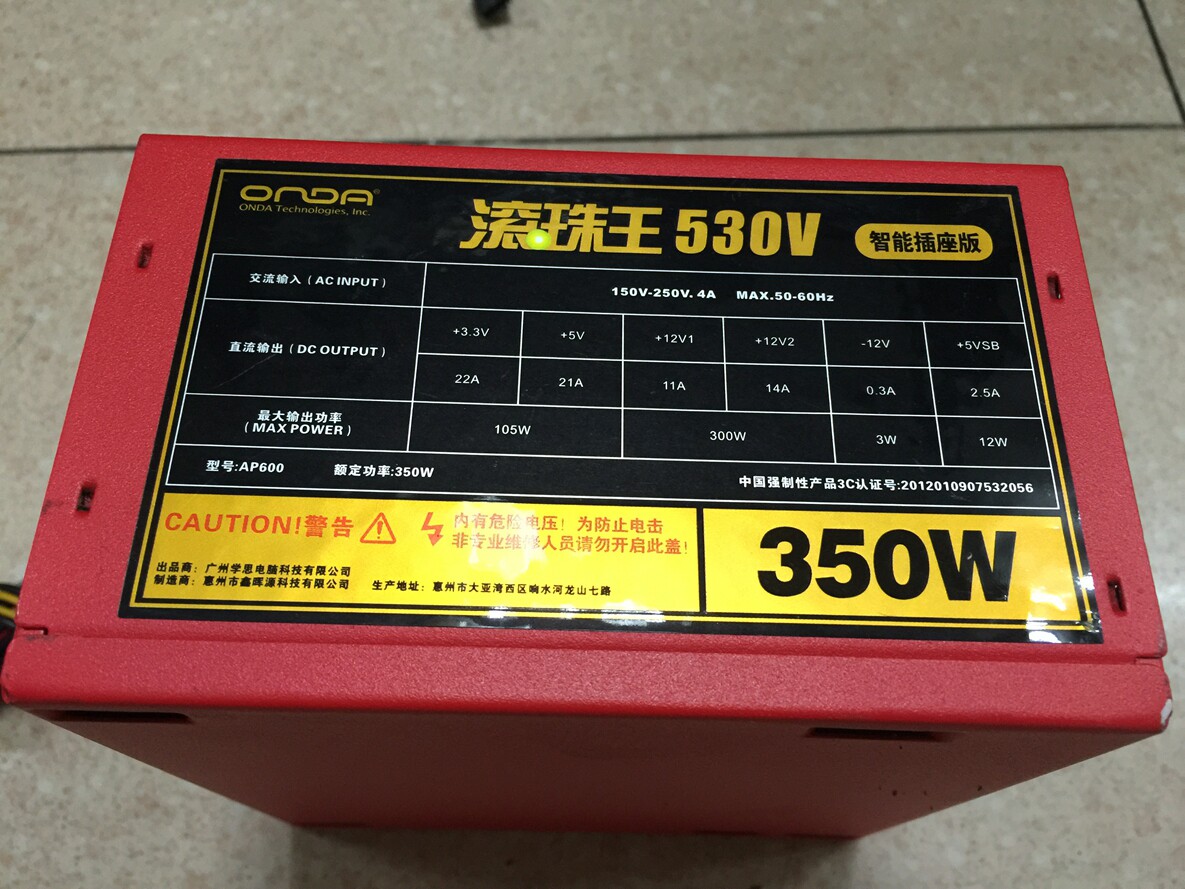 ONDA®
ONDA Technologies, Inc.
滚珠王 530V 智能插座版
交流输入 ( AC INPUT ) 150V-250V. 4A MAX.50-60Hz
直流输出 ( DC OUTPUT ) +3.3V +5V +12V1 +12V2 -12V +5VSB
22A 21A 11A 14A 0.3A 2.5A
最大输出功率
( MAX POWER ) 105W 300W 3W 12W
型号:AP600 额定功率:350W 中国强制性产品3C认证号:2012010907532056
CAUTION!警告 内有危险电压！为防止电击
非专业维修人员请勿开启此盖！
350W
出品商：广州学思电脑科技有限公司
制造商：惠州市鑫晖源科技有限公司 生产地址：惠州市大亚湾西区响水河龙山七路